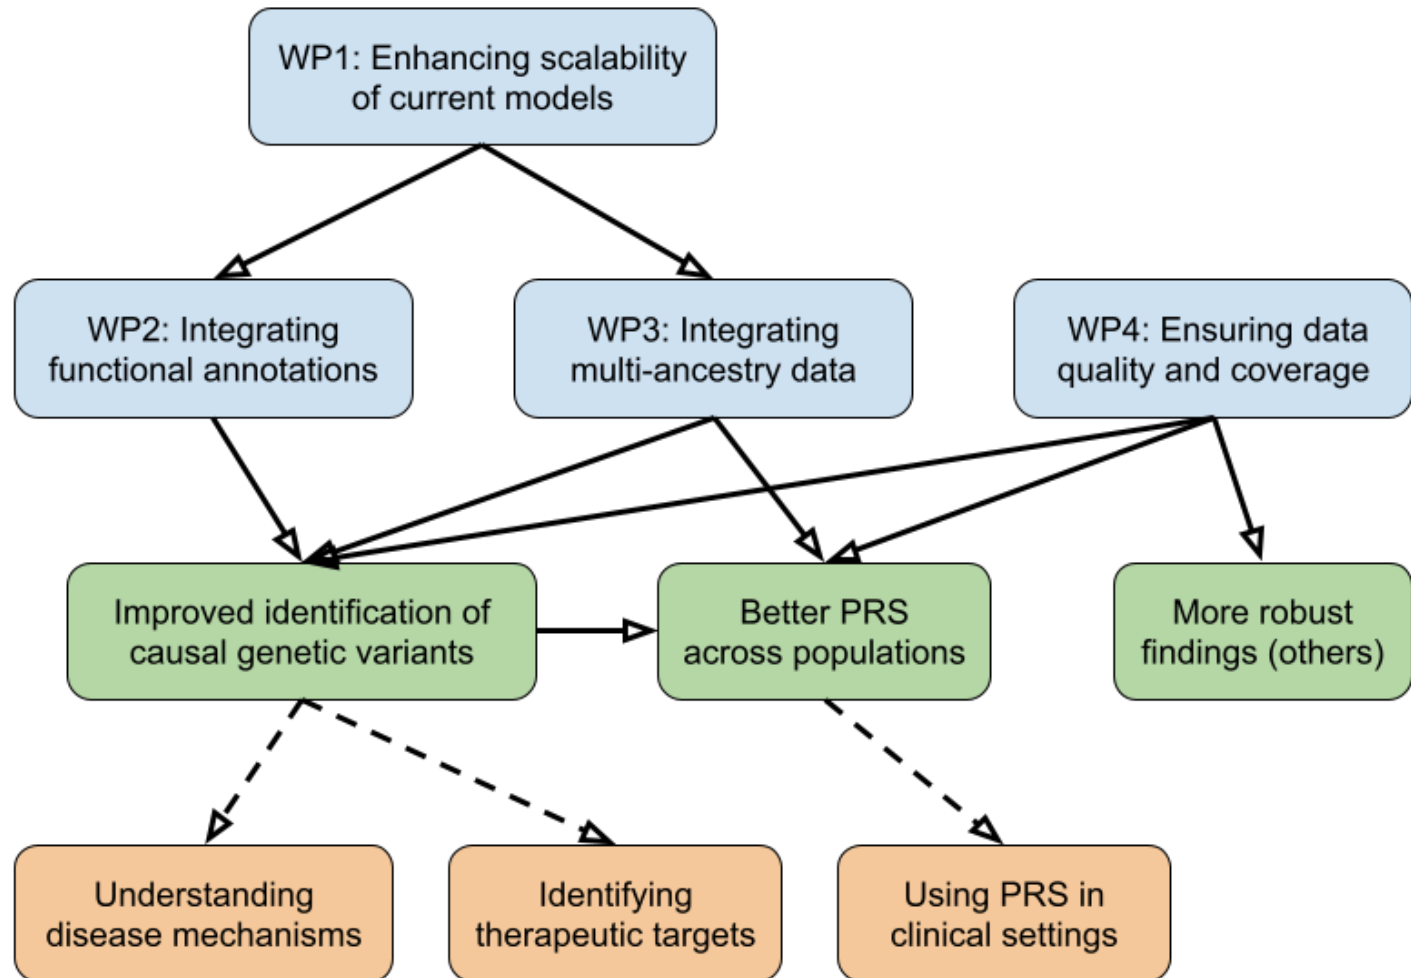 WP1: Enhancing scalability
of current models
WP2: Integrating
functional annotations
WP3: Integrating
multi-ancestry data
WP4: Ensuring data
quality and coverage
Improved identification of
causal genetic variants
Better PRS
across populations
More robust
findings (others)
Understanding
disease mechanisms
Identifying
therapeutic targets
Using PRS in
clinical settings